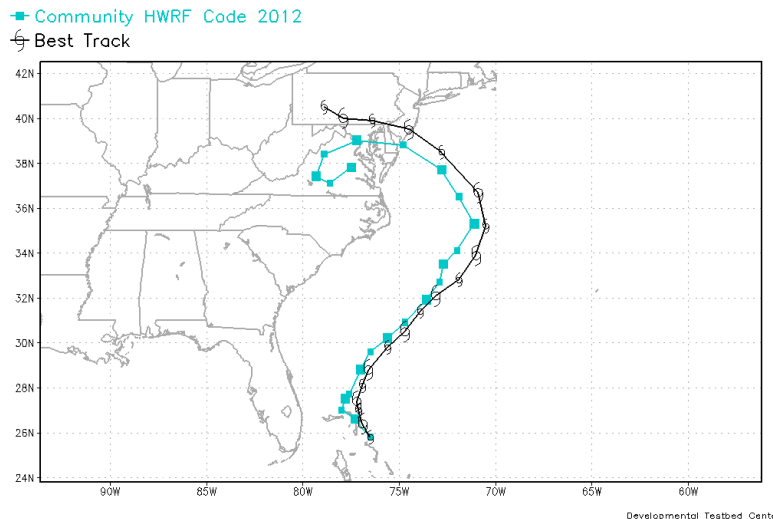 Community HWRF Code 2012
Best Track
42N
40N
38N
36N
34N
32N
30N
28N
26N
24N
90W 85W 80W 75W 70W 65W 60W
Developmental Testbed Cent